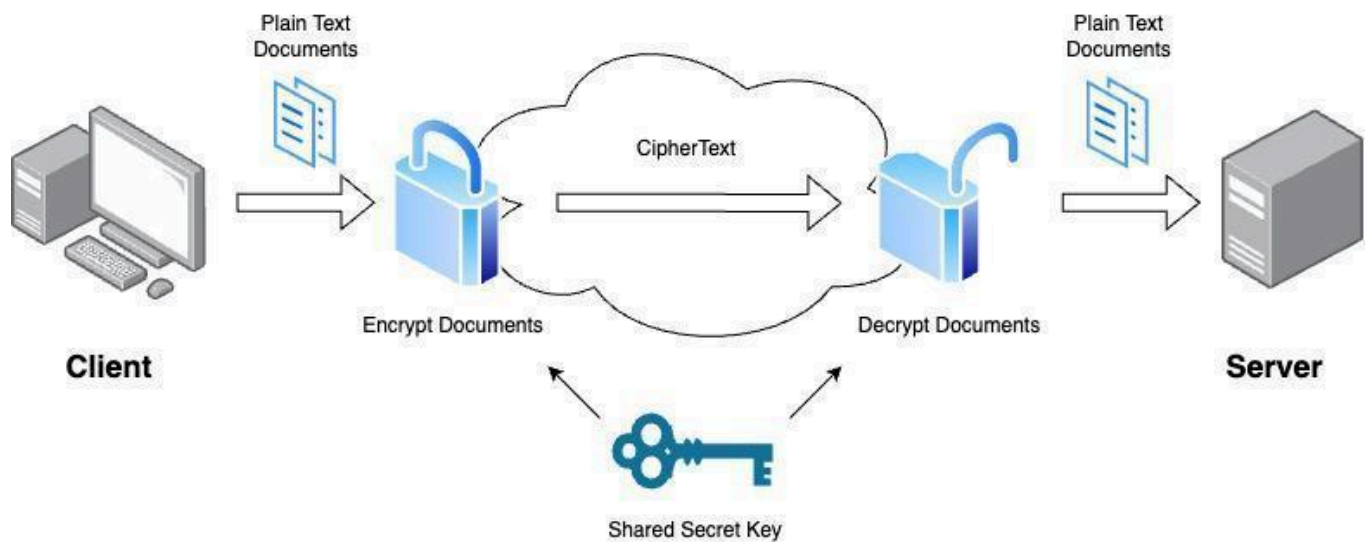 Plain Text
Documents
Plain Text
Documents
CipherText
Encrypt Documents
Decrypt Documents
Client
Server
Shared Secret Key